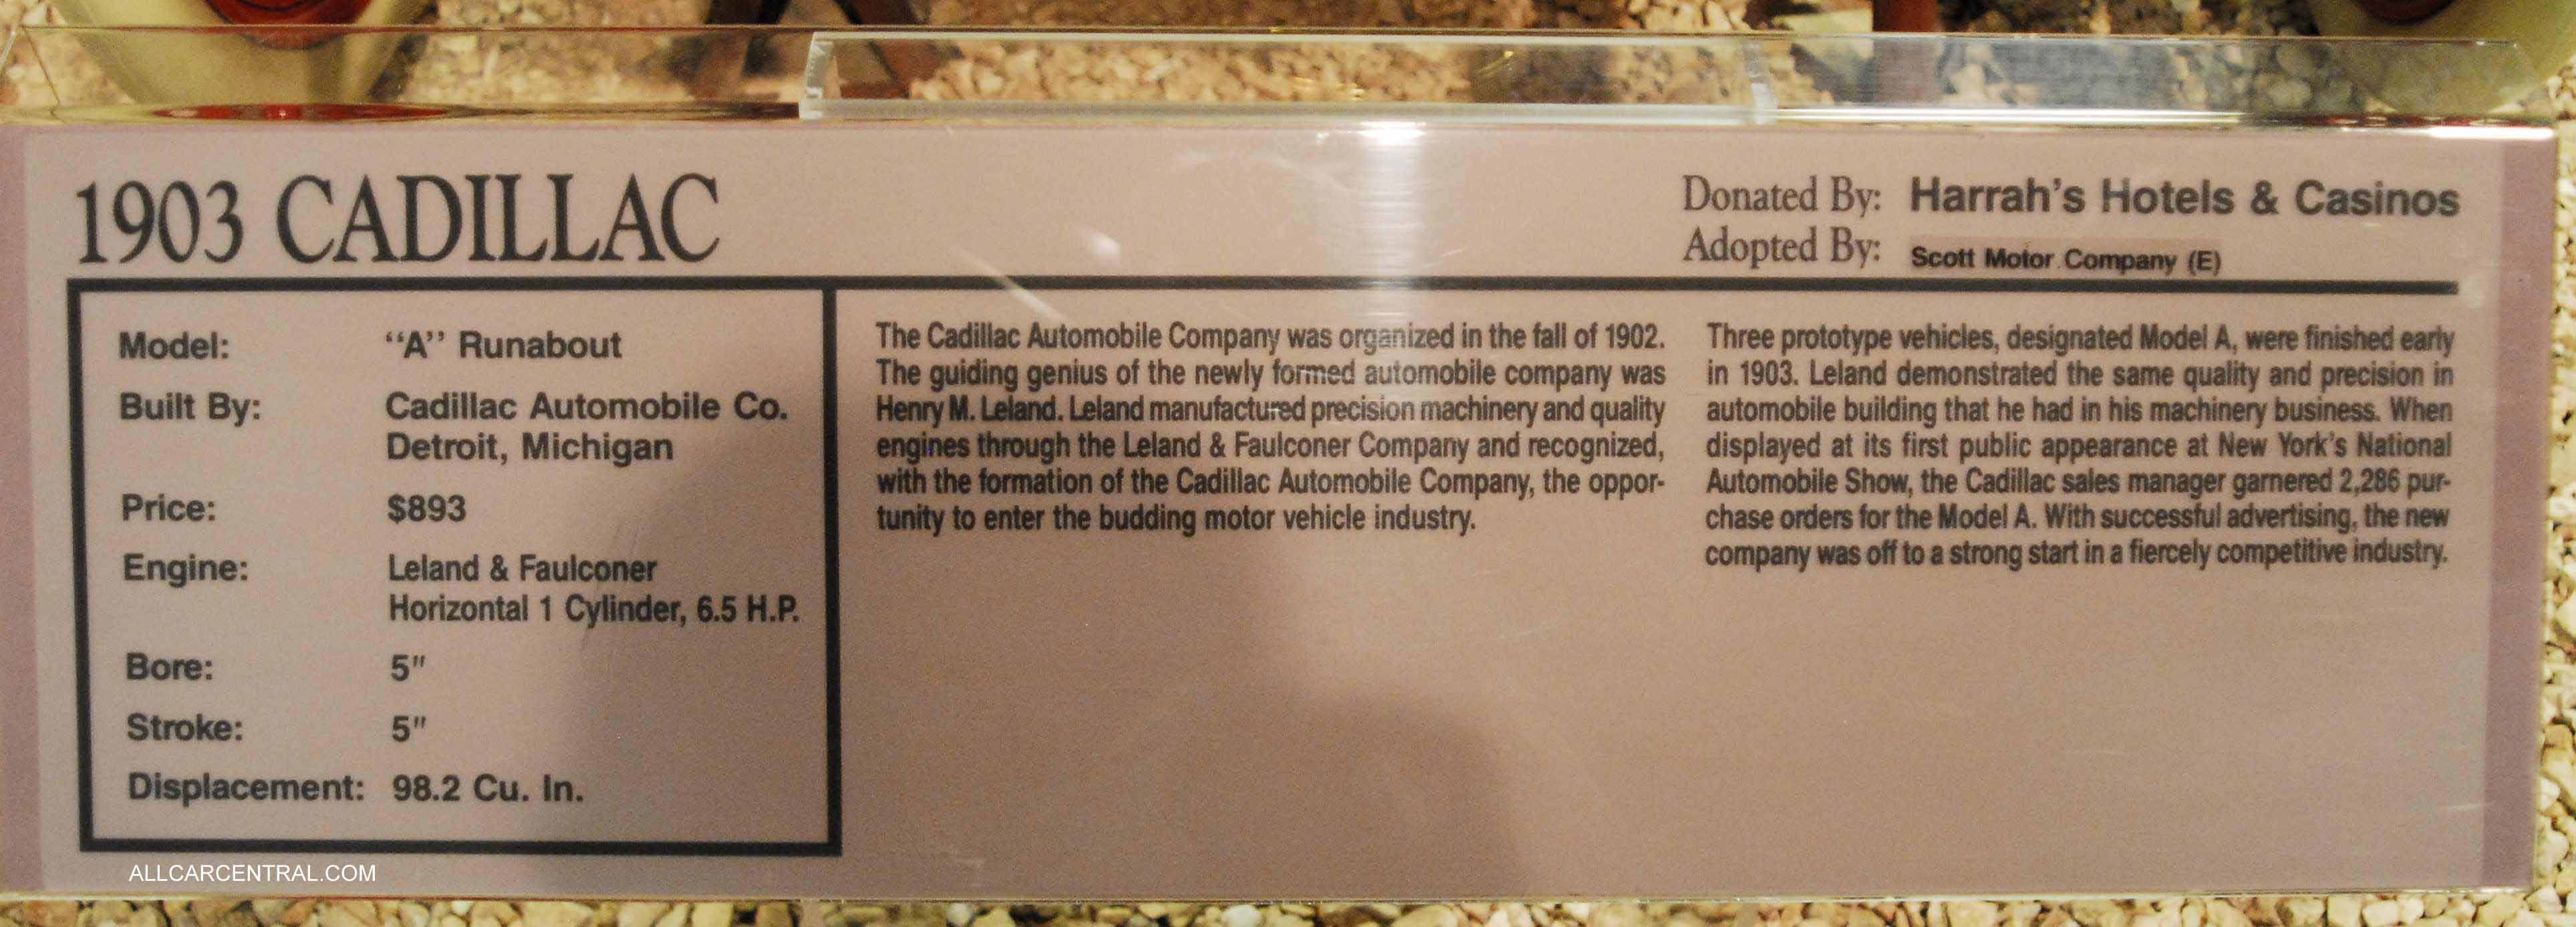 1903 CADILLAC
Donated By: Harrah's Hotels & Casinos
Adopted By: Scott Motor Company (E)
Model: "A" Runabout
Built By: Cadillac Automobile Co.
Detroit, Michigan
Price: $893
Engine: Leland & Faulconer
Horizontal 1 Cylinder, 6.5 H.P.
Bore: 5"
Stroke: 5"
Displacement: 98.2 Cu. In.
The Cadillac Automobile Company was organized in the fall of 1902.
The guiding genius of the newly formed automobile company was
Henry M. Leland. Leland manufactured precision machinery and quality
engines through the Leland & Faulconer Company and recognized,
with the formation of the Cadillac Automobile Company, the oppor-
tunity to enter the budding motor vehicle industry.
Three prototype vehicles, designated Model A, were finished early
in 1903. Leland demonstrated the same quality and precision in
automobile building that he had in his machinery business. When
displayed at its first public appearance at New York's National
Automobile Show, the Cadillac sales manager garnered 2,286 pur-
chase orders for the Model A. With successful advertising, the new
company was off to a strong start in a fiercely competitive industry.
ALLCARCENTRAL.COM